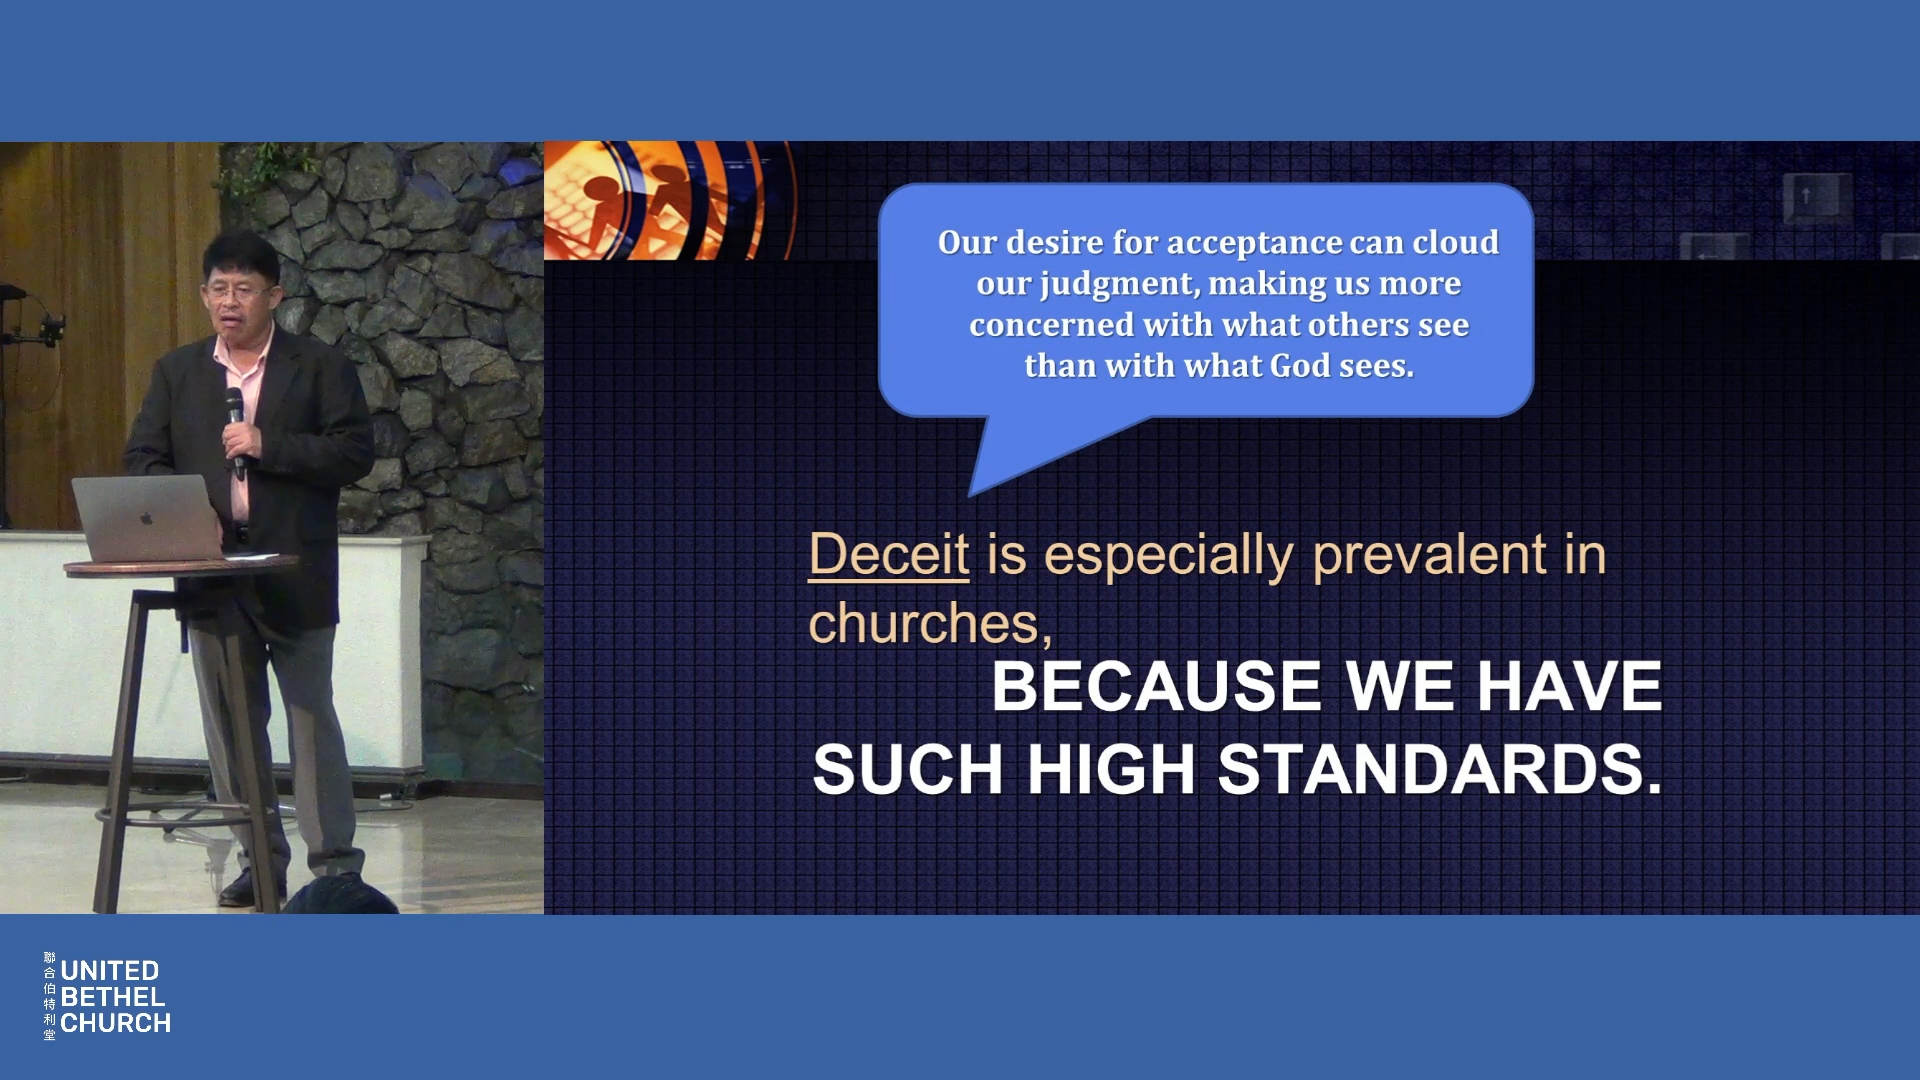 Our desire for acceptance can cloud
our judgment, making us more
concerned with what others see
than with what God sees.
Deceit is especially prevalent in
churches,
BECAUSE WE HAVE
SUCH HIGH STANDARDS.
聯合伯特利堂
UNITED
BETHEL
CHURCH